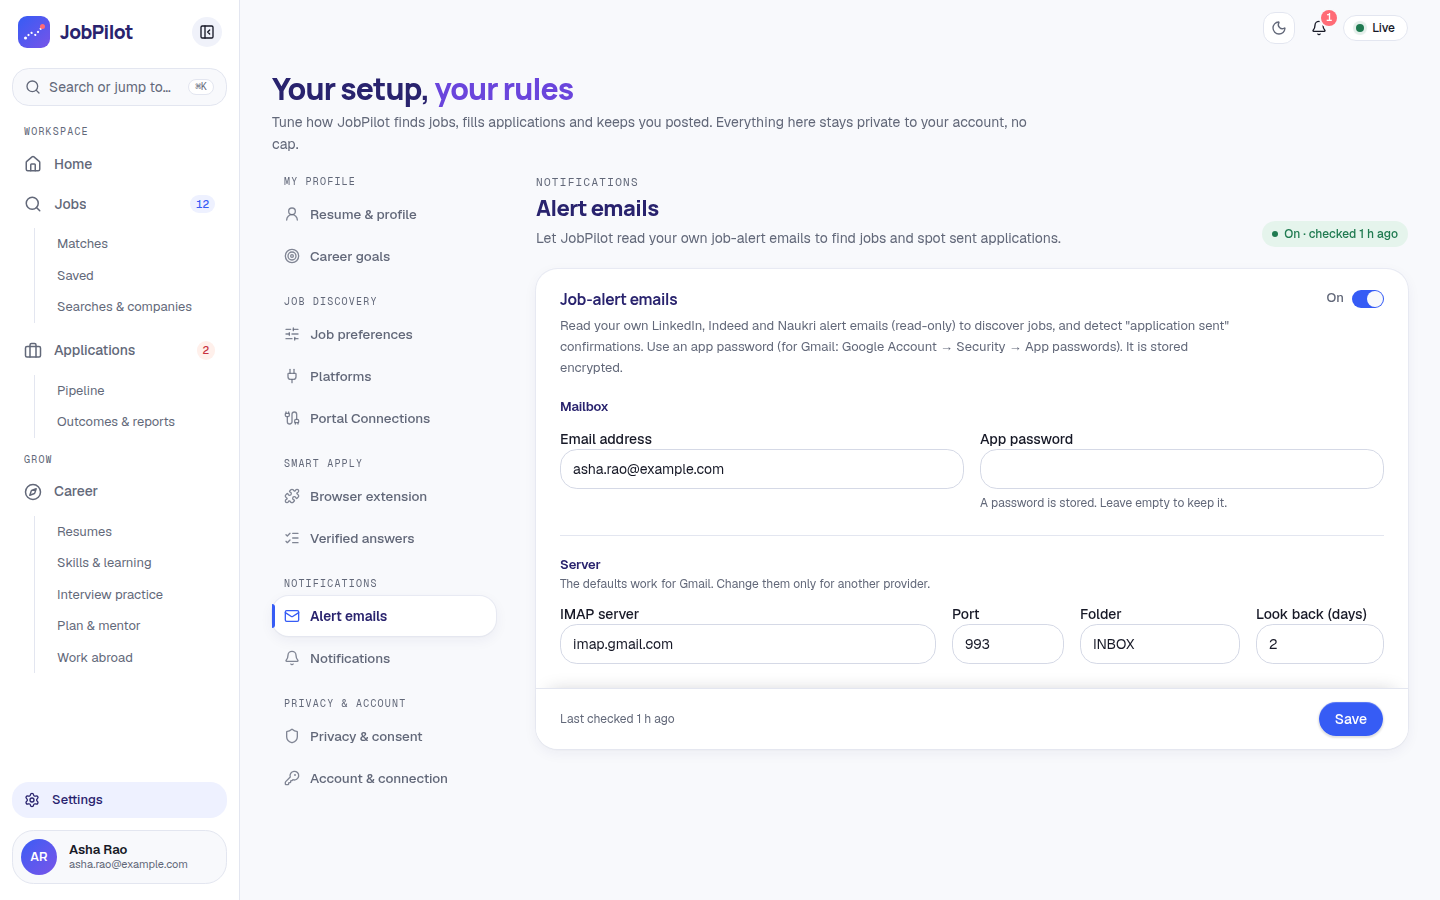 JobPilot
Search or jump to...
⌘K
WORKSPACE
Home
Jobs
12
Matches
Saved
Searches & companies
Applications
2
Pipeline
Outcomes & reports
GROW
Career
Resumes
Skills & learning
Interview practice
Plan & mentor
Work abroad
Settings
AR
Asha Rao
asha.rao@example.com
1
Live
Your setup, your rules
Tune how JobPilot finds jobs, fills applications and keeps you posted. Everything here stays private to your account, no
cap.
MY PROFILE
Resume & profile
Career goals
JOB DISCOVERY
Job preferences
Platforms
Portal Connections
SMART APPLY
Browser extension
Verified answers
NOTIFICATIONS
Alert emails
Notifications
PRIVACY & ACCOUNT
Privacy & consent
Account & connection
NOTIFICATIONS
Alert emails
Let JobPilot read your own job-alert emails to find jobs and spot sent applications.
On · checked 1 h ago
Job-alert emails
On
Read your own LinkedIn, Indeed and Naukri alert emails (read-only) to discover jobs, and detect "application sent"
confirmations. Use an app password (for Gmail: Google Account → Security → App passwords). It is stored
encrypted.
Mailbox
Email address
App password
asha.rao@example.com
A password is stored. Leave empty to keep it.
Server
The defaults work for Gmail. Change them only for another provider.
IMAP server
Port
Folder
Look back (days)
imap.gmail.com
993
INBOX
2
Last checked 1 h ago
Save